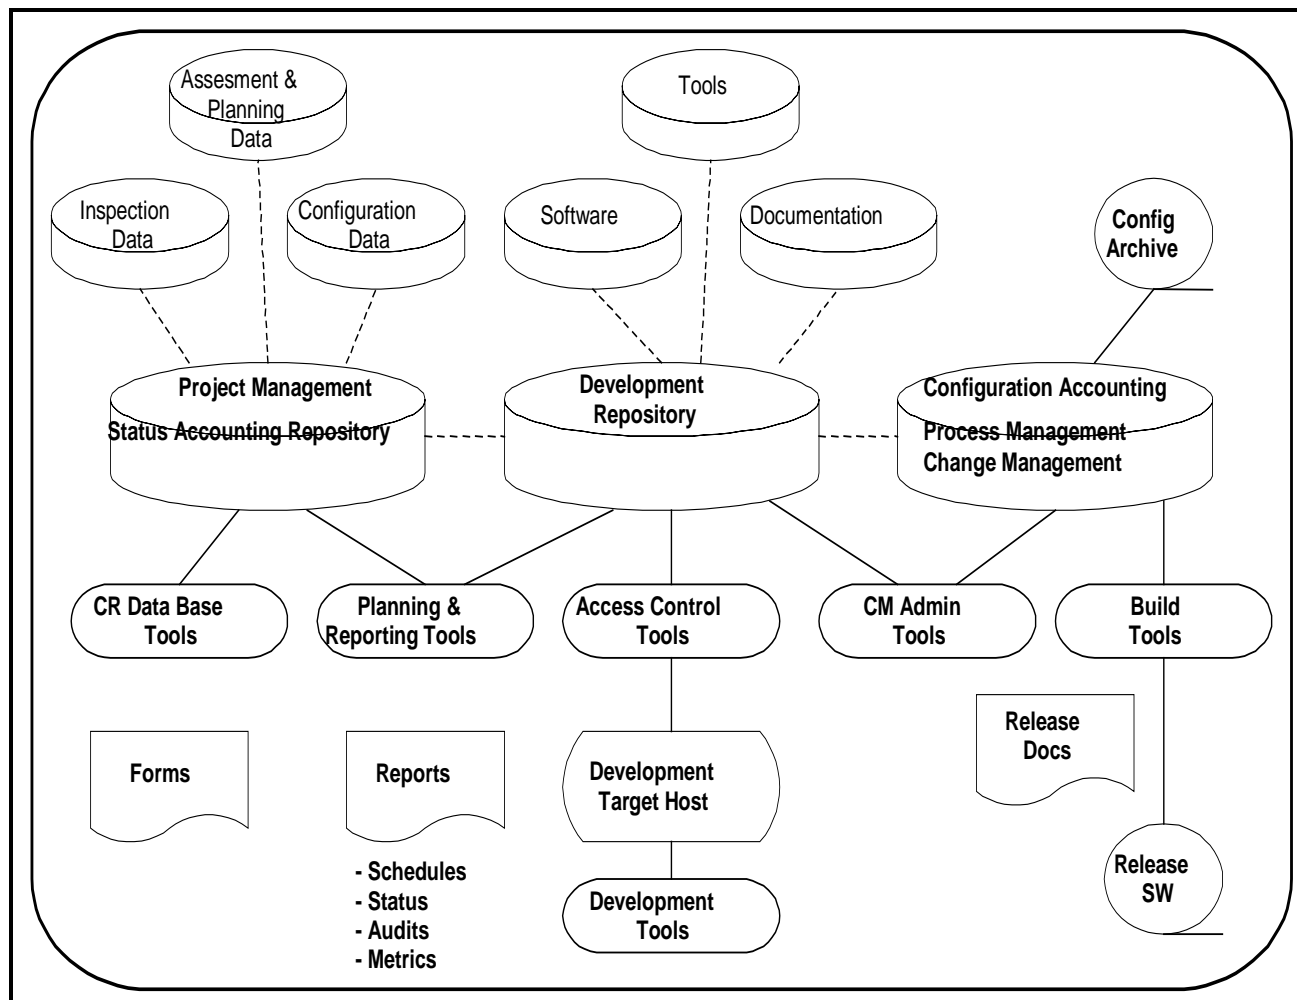 Assesment &
Planning
Data
Tools
Inspection
Data
Configuration
Data
Software
Documentation
Config
Archive
Project Management
Status Accounting Repository
Development
Repository
Configuration Accounting
Process Management
Change Management
CR Data Base
Tools
Planning &
Reporting Tools
Access Control
Tools
CM Admin
Tools
Build
Tools
Forms
Reports
- Schedules
- Status
- Audits
- Metrics
Development
Target Host
Development
Tools
Release
Docs
Release
SW